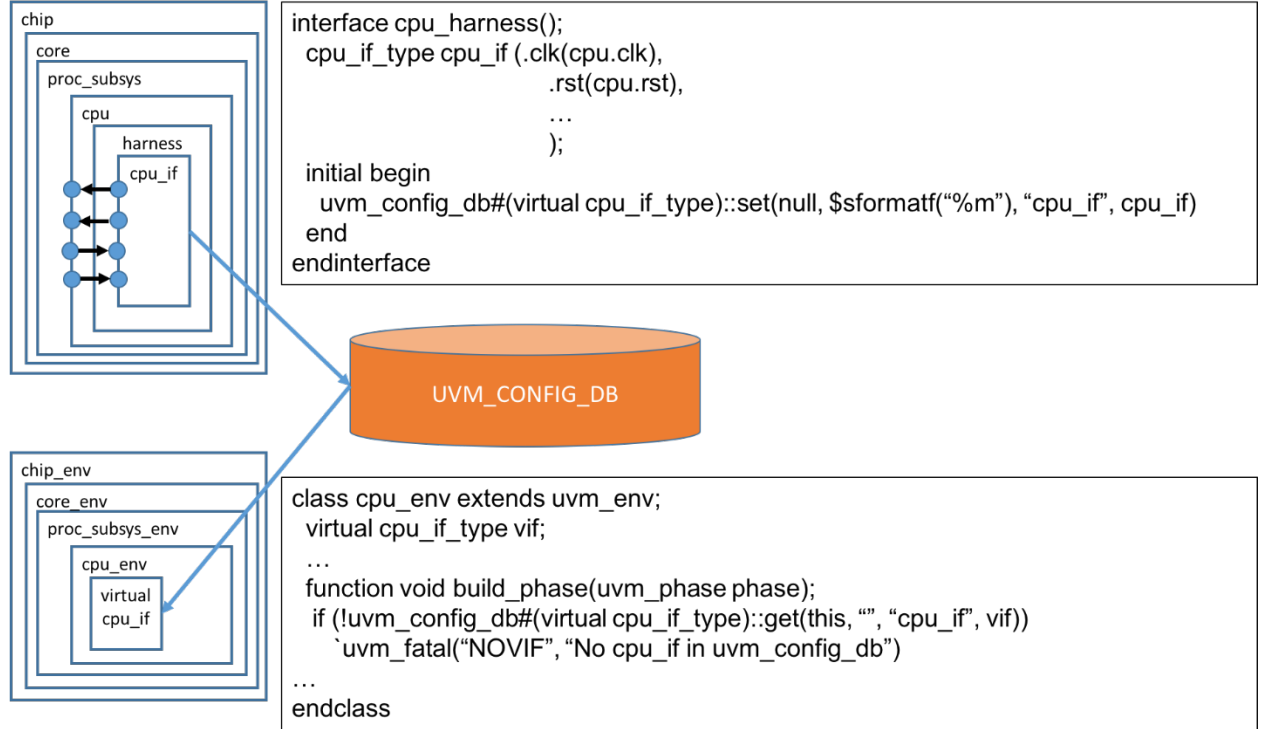 chip
core
proc_subsys
cpu
harness
cpu_if
interface cpu_harness();
cpu_if_type cpu_if (.clk(cpu.clk),
.rst(cpu.rst),
…
);
initial begin
uvm_config_db#(virtual cpu_if_type)::set(null, $sformatf(“%m”), “cpu_if”, cpu_if)
end
endinterface
UVM_CONFIG_DB
chip_env
core_env
proc_subsys_env
cpu_env
virtual
cpu_if
class cpu_env extends uvm_env;
virtual cpu_if_type vif;
…
function void build_phase(uvm_phase phase);
if (!uvm_config_db#(virtual cpu_if_type)::get(this, “”, “cpu_if”, vif))
`uvm_fatal(“NOVIF”, “No cpu_if in uvm_config_db”)
…
endclass